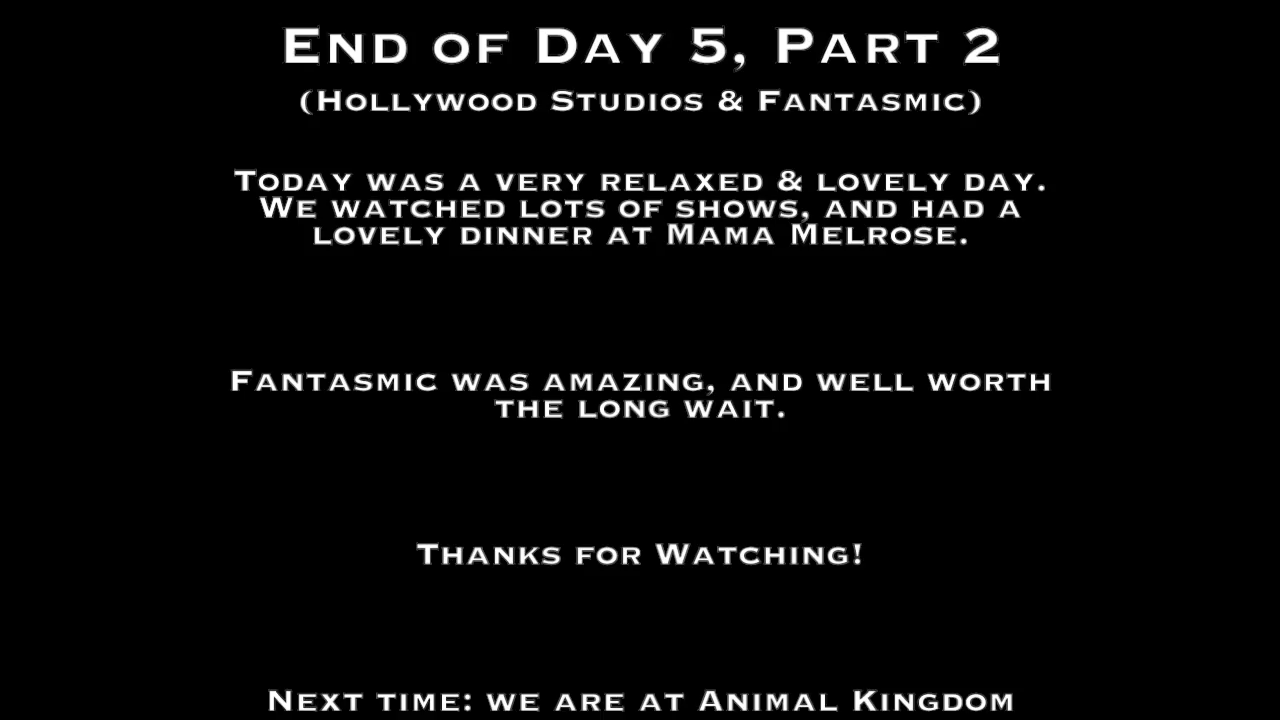 End of Day 5, Part 2
(Hollywood Studios & Fantasmic)
Today was a very relaxed & lovely day.
We watched lots of shows, and had a
lovely dinner at Mama Melrose.
Fantasmic was amazing, and well worth
the long wait.
Thanks for Watching!
Next time: we are at Animal Kingdom